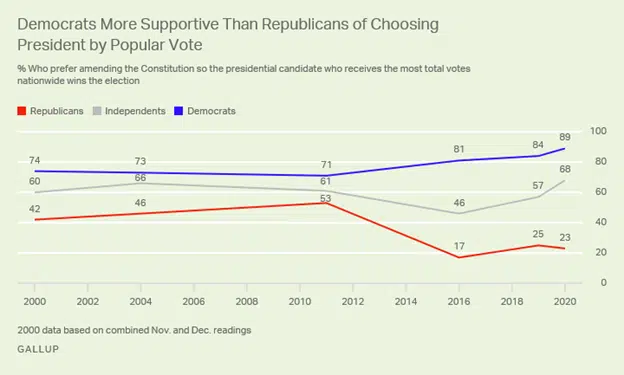 Democrats More Supportive Than Republicans of Choosing
President by Popular Vote
% Who prefer amending the Constitution so the presidential candidate who receives the most total votes
nationwide wins the election
Republicans Independents Democrats
100
89
84
81
80
74 73 71
68
66
60 61 60
57
53
46 46
42 40
25 23
20
17
0
2000 2002 2004 2006 2008 2010 2012 2014 2016 2018 2020
2000 data based on combined Nov. and Dec. readings
GALLUP